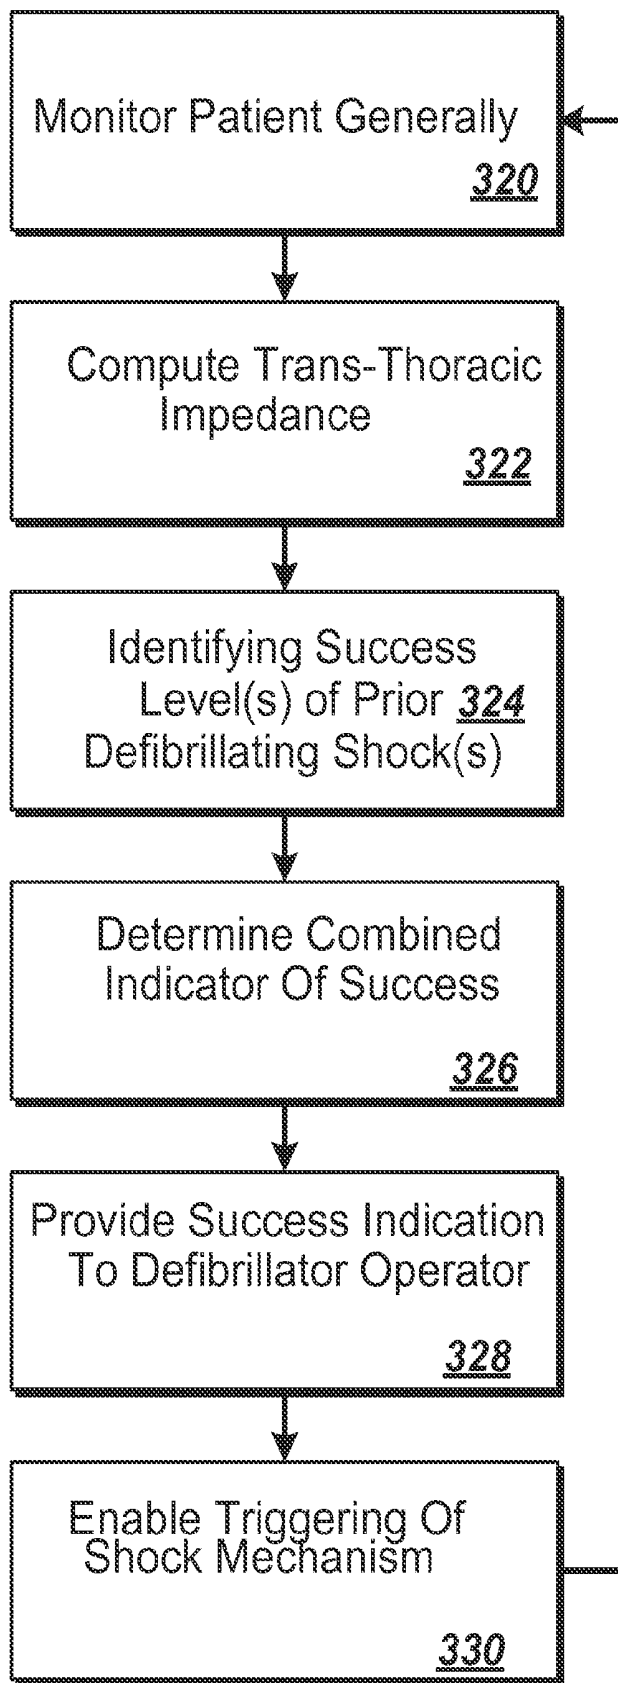 Monitor Patient Generally
320
Compute Trans-Thoracic
Impedance
322
Identifying Success
Level(s) of Prior 324
Defibrillating Shock(s)
Determine Combined
Indicator Of Success
326
Provide Success Indication
To Defibrillator Operator
328
Enable Triggering Of
Shock Mechanism
330